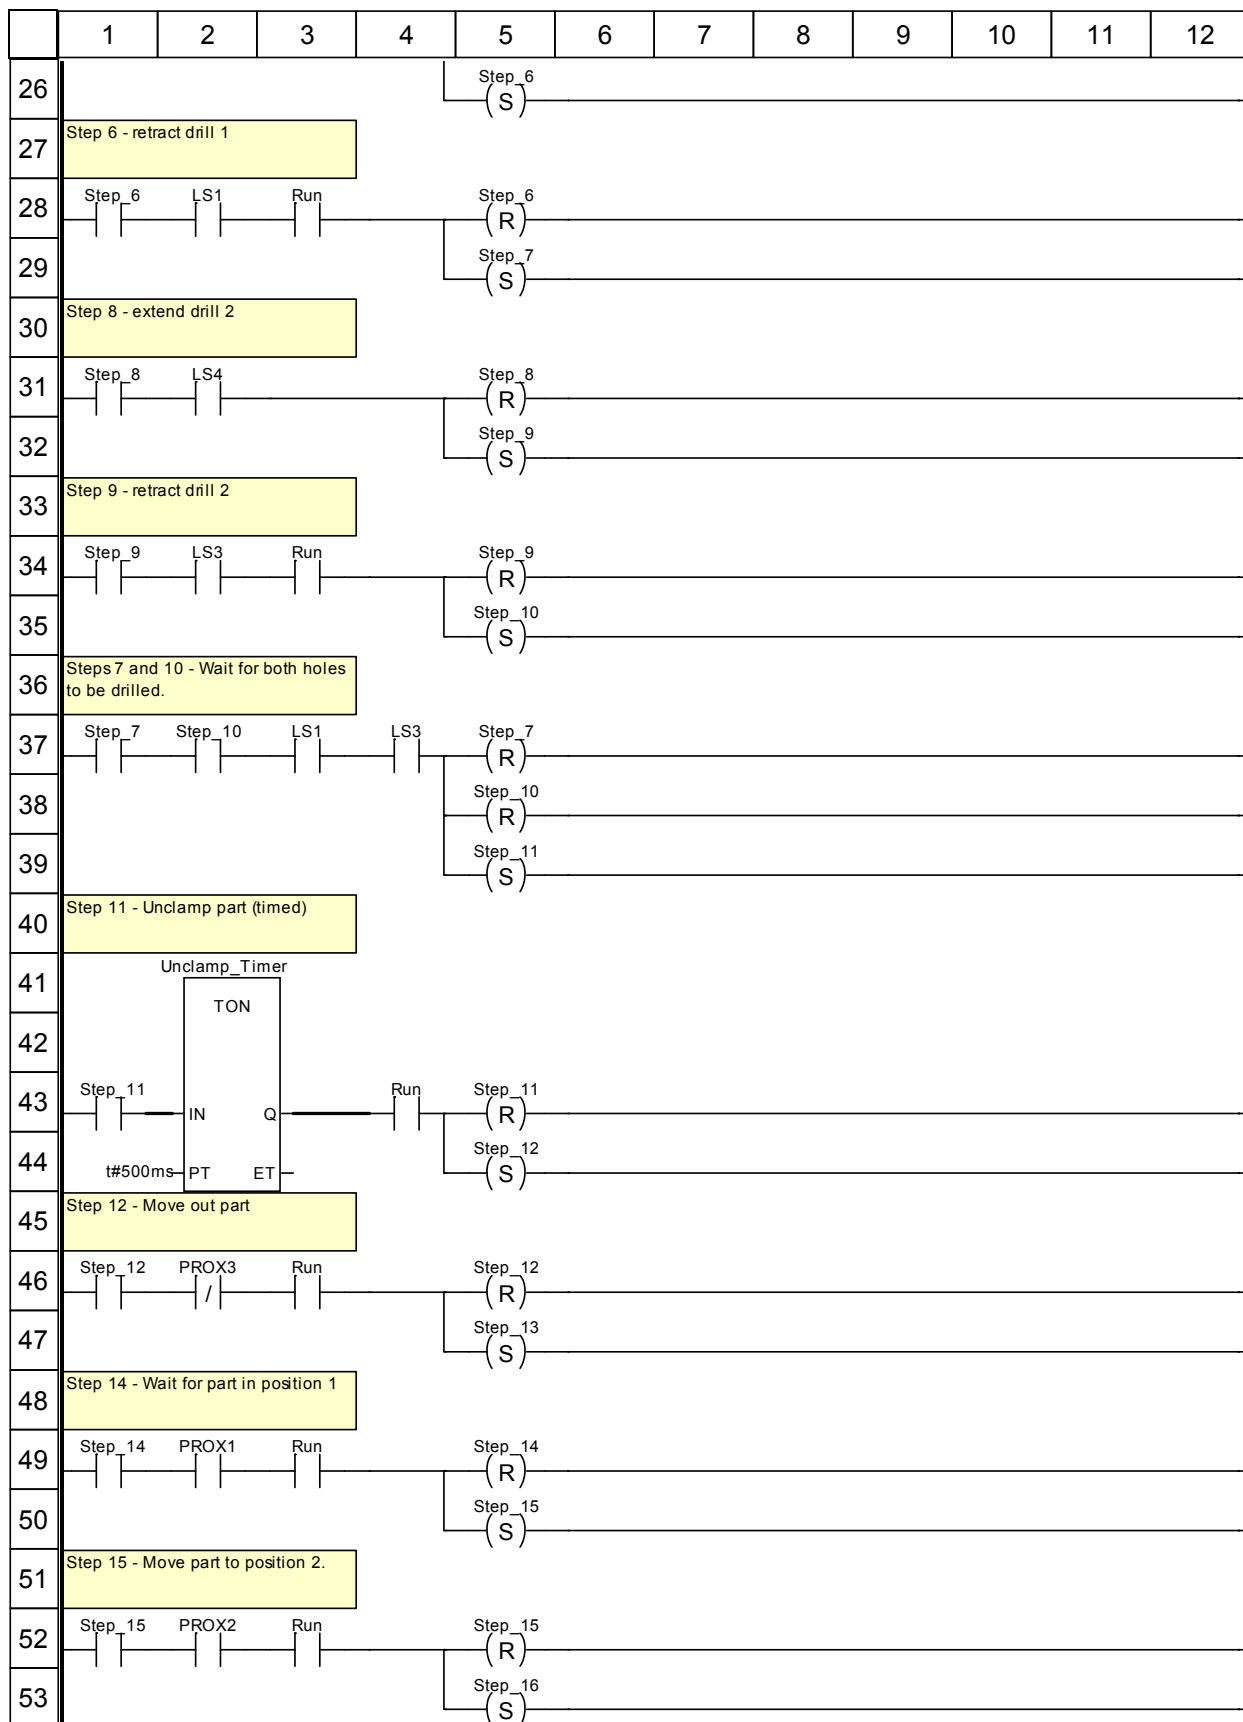 1 2 3 4 5 6 7 8 9 10 11 12
Step_6
26 S
27 Step 6 - retract drill 1
Step_6 LS1 Run Step_6
28 R
Step_7
29 S
30 Step 8 - extend drill 2
Step_8 LS4 Step_8
31 R
Step_9
32 S
33 Step 9 - retract drill 2
Step_9 LS3 Run Step_9
34 R
Step_10
35 S
36 Steps 7 and 10 - Wait for both holes
to be drilled.
Step_7 Step_10 LS1 LS3 Step_7
37 R
Step_10
38 R
Step_11
39 S
40 Step 11 - Unclamp part (timed)
Unclamp_Timer
41 TON
42
Step_11 Run Step_11
43 IN Q R
Step_12
44 t#500ms PT ET S
45 Step 12 - Move out part
Step_12 PROX3 Run Step_12
46 / R
Step_13
47 S
48 Step 14 - Wait for part in position 1
Step_14 PROX1 Run Step_14
49 R
Step_15
50 S
51 Step 15 - Move part to position 2.
Step_15 PROX2 Run Step_15
52 R
Step_16
53 S